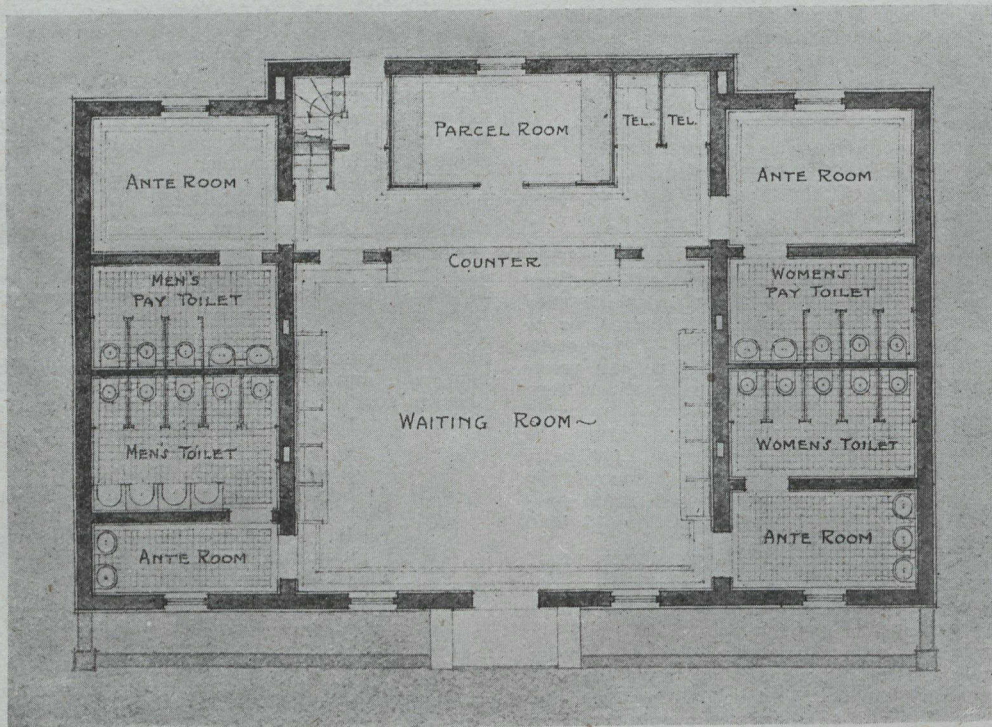 PARCEL ROOM
TEL.
TEL.
ANTE ROOM
ANTE ROOM
COUNTER
MEN'S
PAY TOILET
WOMEN'S
PAY TOILET
WAITING ROOM~
MEN'S TOILET
WOMEN'S TOILET
ANTE ROOM
ANTE ROOM